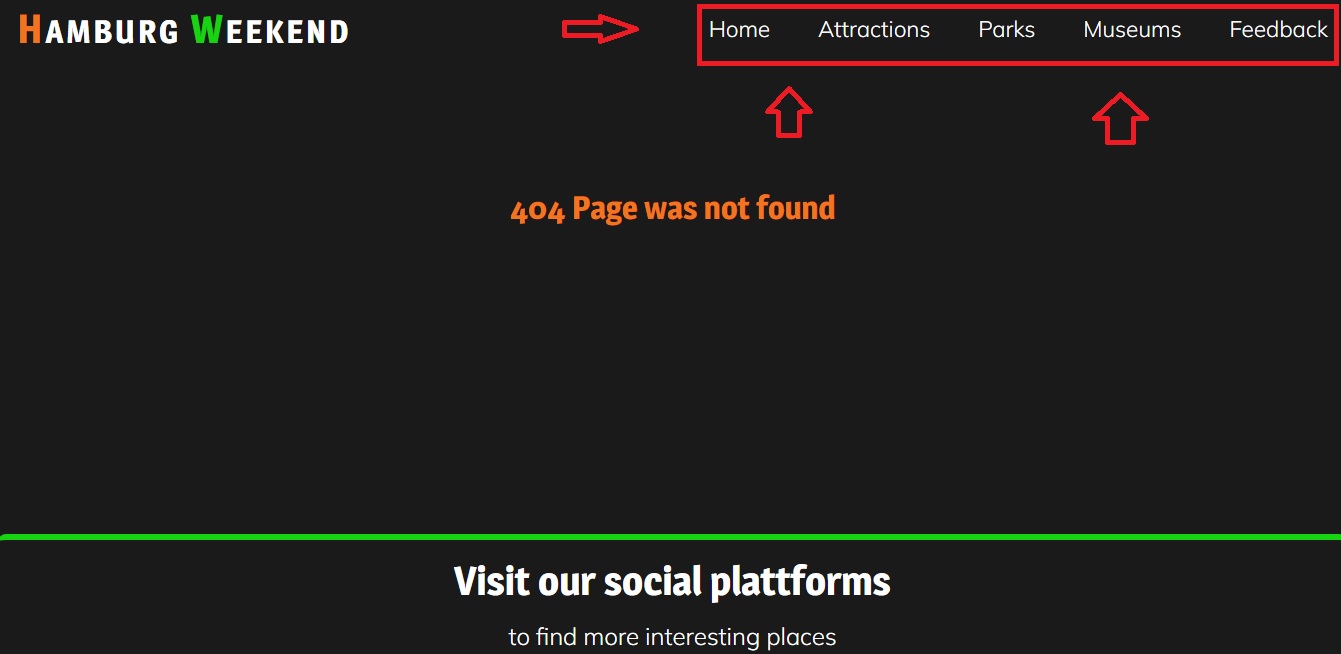 HAMBURG WEEKEND
Home Attractions Parks Museums Feedback
404 Page was not found
Visit our social plattforms
to find more interesting places